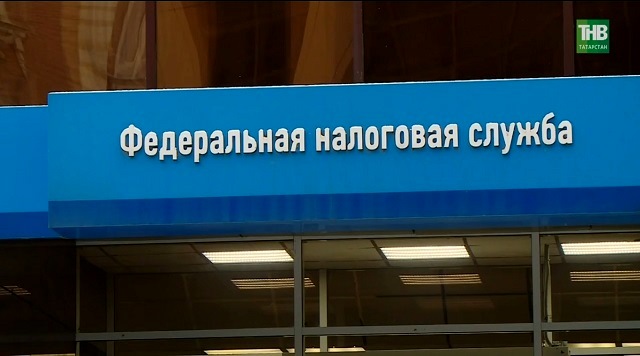 ТНВ
ТАТАРСТАН
Федеральная налоговая служба